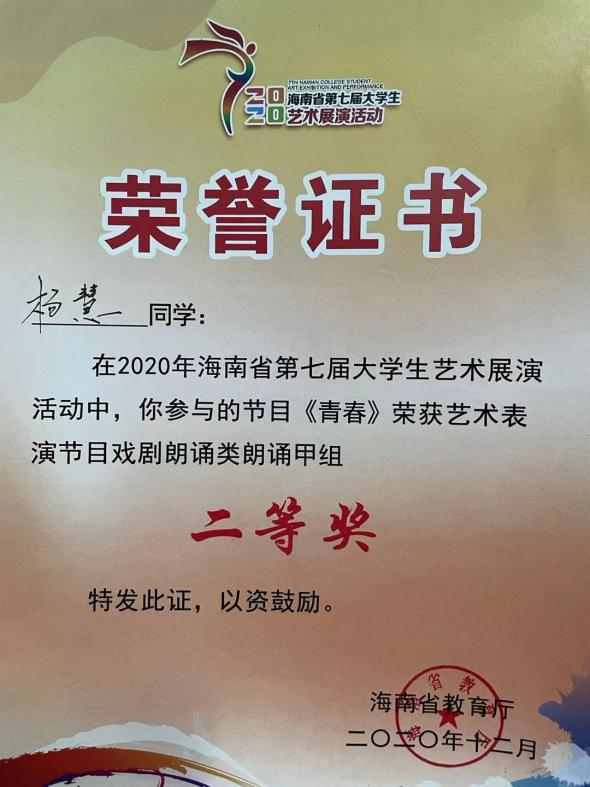 7TH HAINAN COLLEGE STUDENT
ART EXHIBITION AND PERFORMANCE
2020
海南省第七届大学生
艺术展演活动
荣誉证书
杨慧一 同学：
在2020年海南省第七届大学生艺术展演
活动中，你参与的节目《青春》荣获艺术表
演节目戏剧朗诵类朗诵甲组
二等奖
特发此证，以资鼓励。
海南省教育厅
二〇二〇年十二月